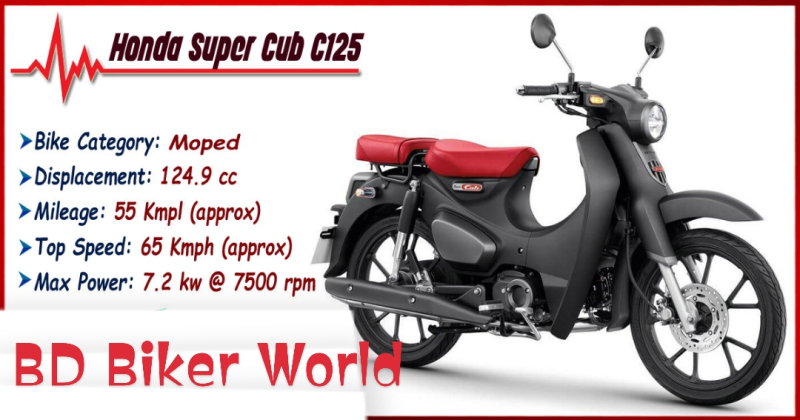 Honda Super Cub C125
Bike Category: Moped
Displacement: 124.9 cc
Mileage: 55 Kmpl (approx)
Top Speed: 65 Kmph (approx)
Max Power: 7.2 kw @ 7500 rpm
BD Biker World
Cub